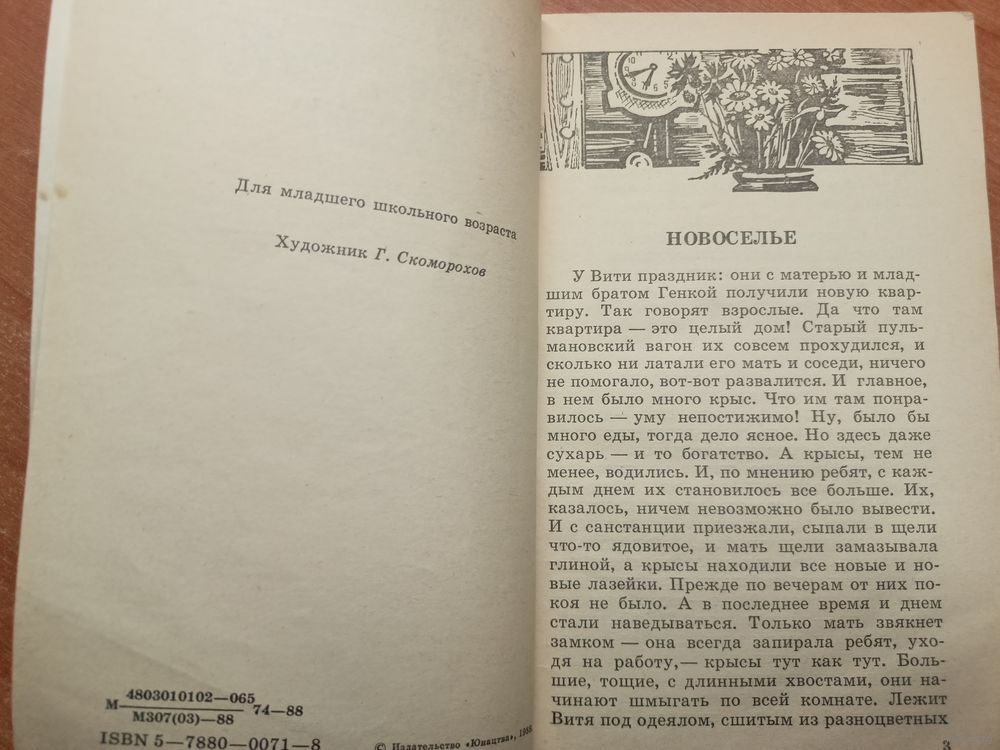 Для младшего школьного возраста
Художник Г. Скоморохов
М 4803010102—065 74—88
М307(03)—88
ISBN 5—7880—0071—8
© Издательство «Юнацтва», 1988
10
9
8
7
6
5
НОВОСЕЛЬЕ
У Вити праздник: они с матерью и млад-
шим братом Генкой получили новую квар-
тиру. Так говорят взрослые. Да что там
квартира — это целый дом! Старый пуль-
мановский вагон их совсем прохудился, и
сколько ни латали его мать и соседи, ничего
не помогало, вот-вот развалится. И главное,
в нем было много крыс. Что им там понра-
вилось — уму непостижимо! Ну, было бы
много еды, тогда дело ясное. Но здесь даже
сухарь — и то богатство. А крысы, тем не
менее, водились. И, по мнению ребят, с каж-
дым днем их становилось все больше. Их,
казалось, ничем невозможно было вывести.
И с санстанции приезжали, сыпали в щели
что-то ядовитое, и мать щели замазывала
глиной, а крысы находили все новые и но-
вые лазейки. Прежде по вечерам от них по-
коя не было. А в последнее время и днем
стали наведываться. Только мать звякнет
замком — она всегда запирала ребят, ухо-
дя на работу,— крысы тут как тут. Боль-
шие, тощие, с длинными хвостами, они на-
чинают шмыгать по всей комнате. Лежит
Витя под одеялом, сшитым из разноцветных
3